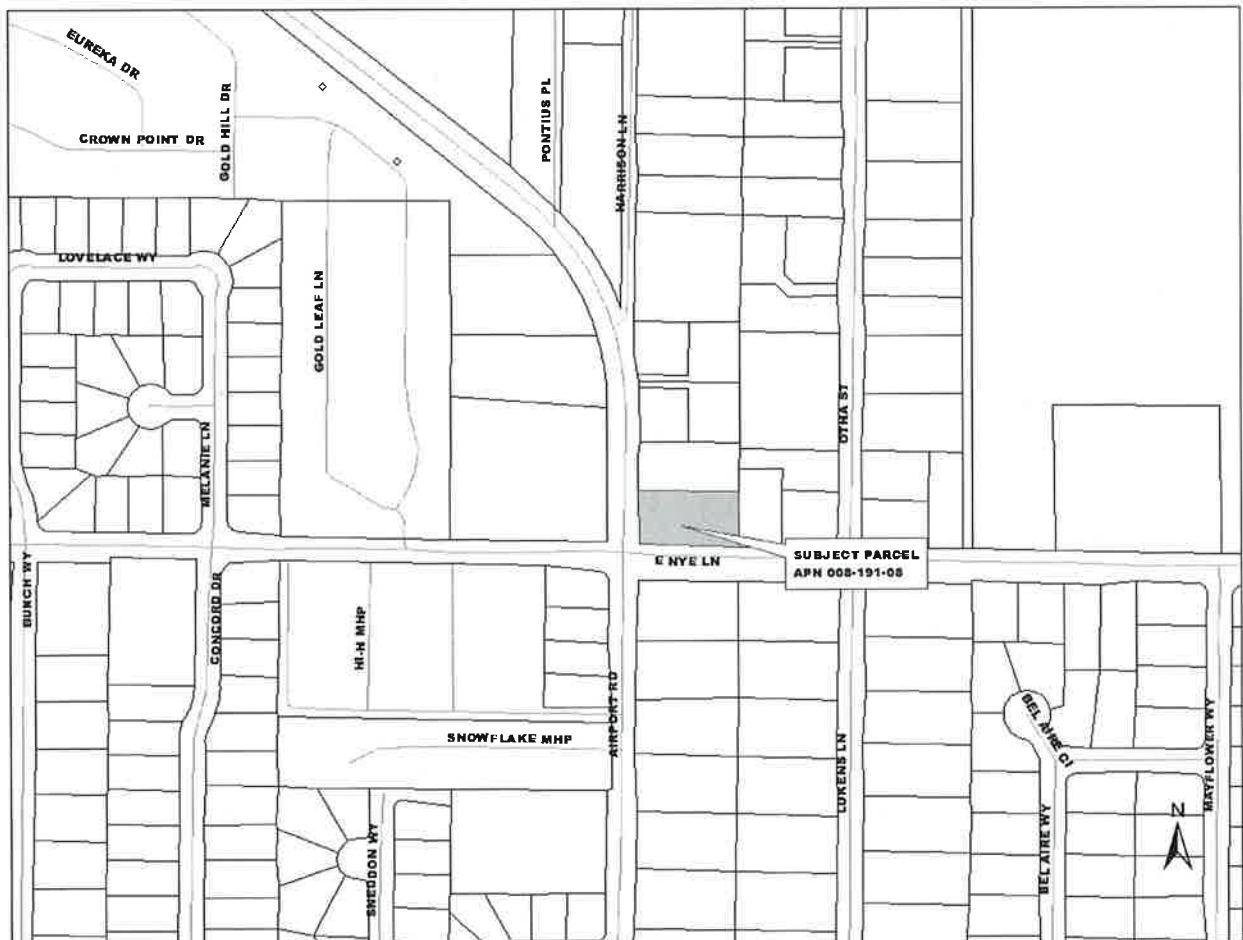 EUREKA DR
CROWN POINT DR
GOLD HILL DR
PONTIUS PL
HARRISON LN
LOVELACE WY
GOLD LEAF LN
MELANIE LN
OTHA ST
BUNCH WY
CONCORD DR
HI-N MHP
E NYE LN
SUBJECT PARCEL
APN 008-191-08
SNOWFLAKE MHP
AIRPORT RD
LUKENS LN
SNEDDON WY
BEL AIRE CI
BEL AIRE WY
MAYFLOWER WY
N